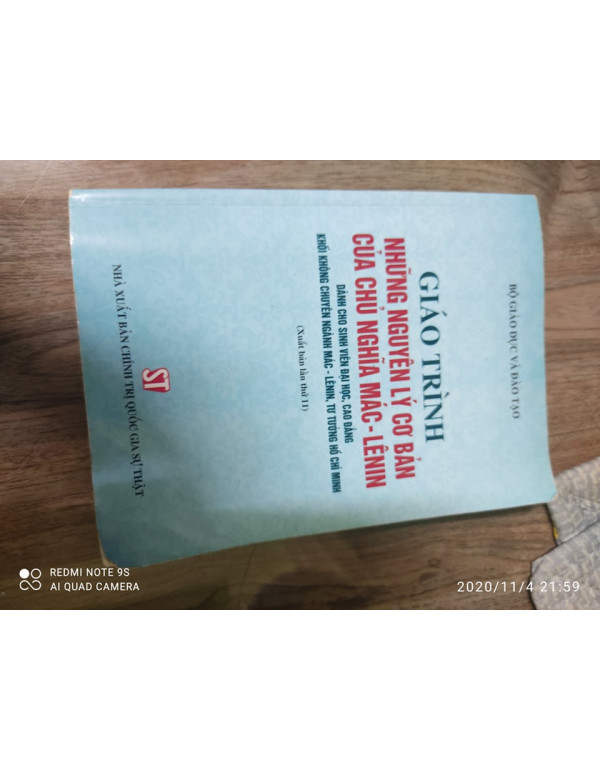 BỘ GIÁO DỤC VÀ ĐÀO TẠO
GIÁO TRÌNH
NHỮNG NGUYÊN LÝ CƠ BẢN
CỦA CHỦ NGHĨA MÁC - LÊNIN
DÀNH CHO SINH VIÊN ĐẠI HỌC, CAO ĐẲNG
KHỐI KHÔNG CHUYÊN NGÀNH MÁC - LÊNIN, TƯ TƯỞNG HỒ CHÍ MINH
(Xuất bản lần thứ 11)
ST
NHÀ XUẤT BẢN CHÍNH TRỊ QUỐC GIA SỰ THẬT
REDMI NOTE 9S
AI QUAD CAMERA
2020/11/4 21:59